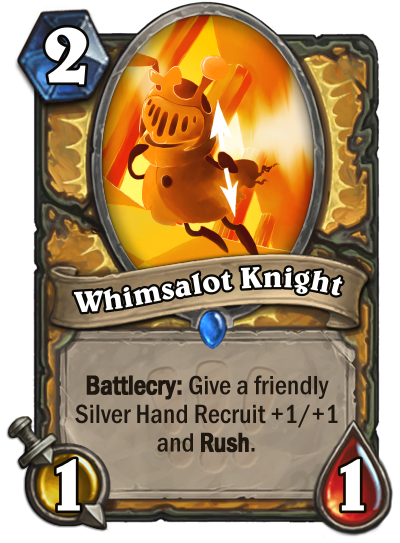 2
Whimsalot Knight
Battlecry: Give a friendly
Silver Hand Recruit +1/+1
and Rush.
1
1